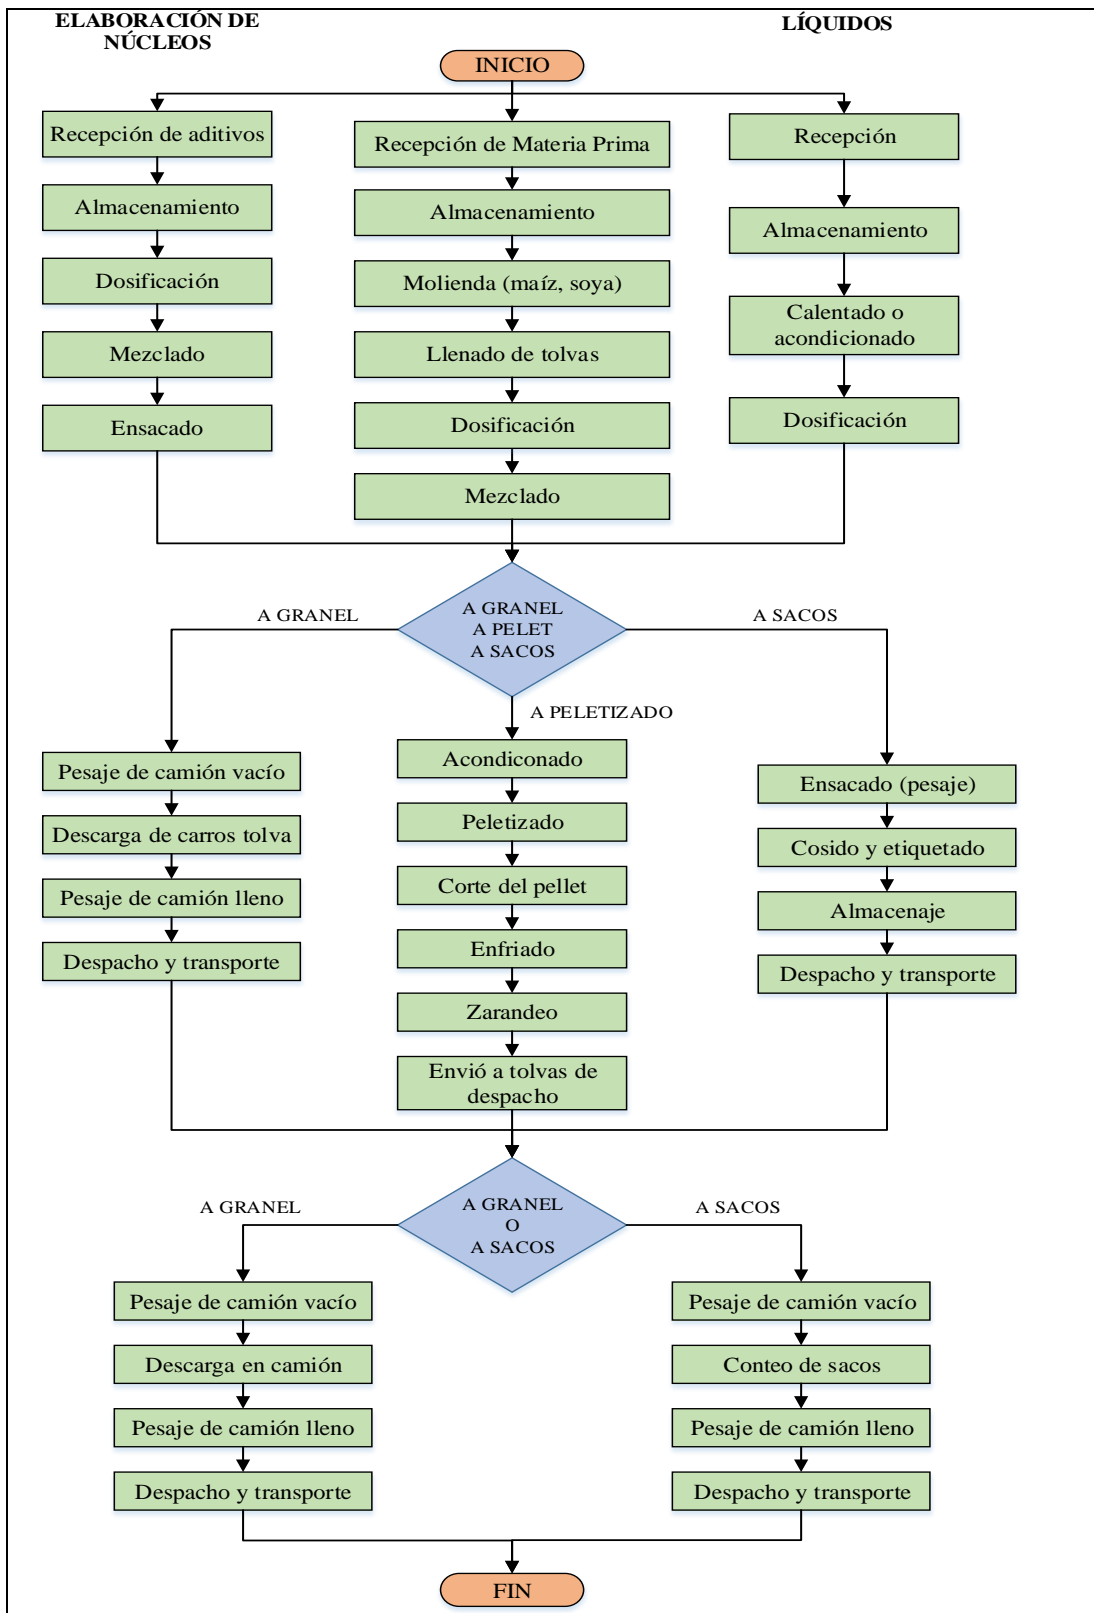 ELABORACIÓN DE
NÚCLEOS
LÍQUIDOS
INICIO
Recepción de aditivos
Almacenamiento
Dosificación
Mezclado
Ensacado
Recepción de Materia Prima
Almacenamiento
Molienda (maíz, soya)
Llenado de tolvas
Dosificación
Mezclado
Recepción
Almacenamiento
Calentado o
acondicionado
Dosificación
A GRANEL
A PELET
A SACOS
A GRANEL
A PELETIZADO
A SACOS
Pesaje de camión vacío
Descarga de carros tolva
Pesaje de camión lleno
Despacho y transporte
Acondiconado
Peletizado
Corte del pellet
Enfriado
Zarandeo
Envió a tolvas de
despacho
Ensacado (pesaje)
Cosido y etiquetado
Almacenaje
Despacho y transporte
A GRANEL
O
A SACOS
A GRANEL
A SACOS
Pesaje de camión vacío
Descarga en camión
Pesaje de camión lleno
Despacho y transporte
Pesaje de camión vacío
Conteo de sacos
Pesaje de camión lleno
Despacho y transporte
FIN